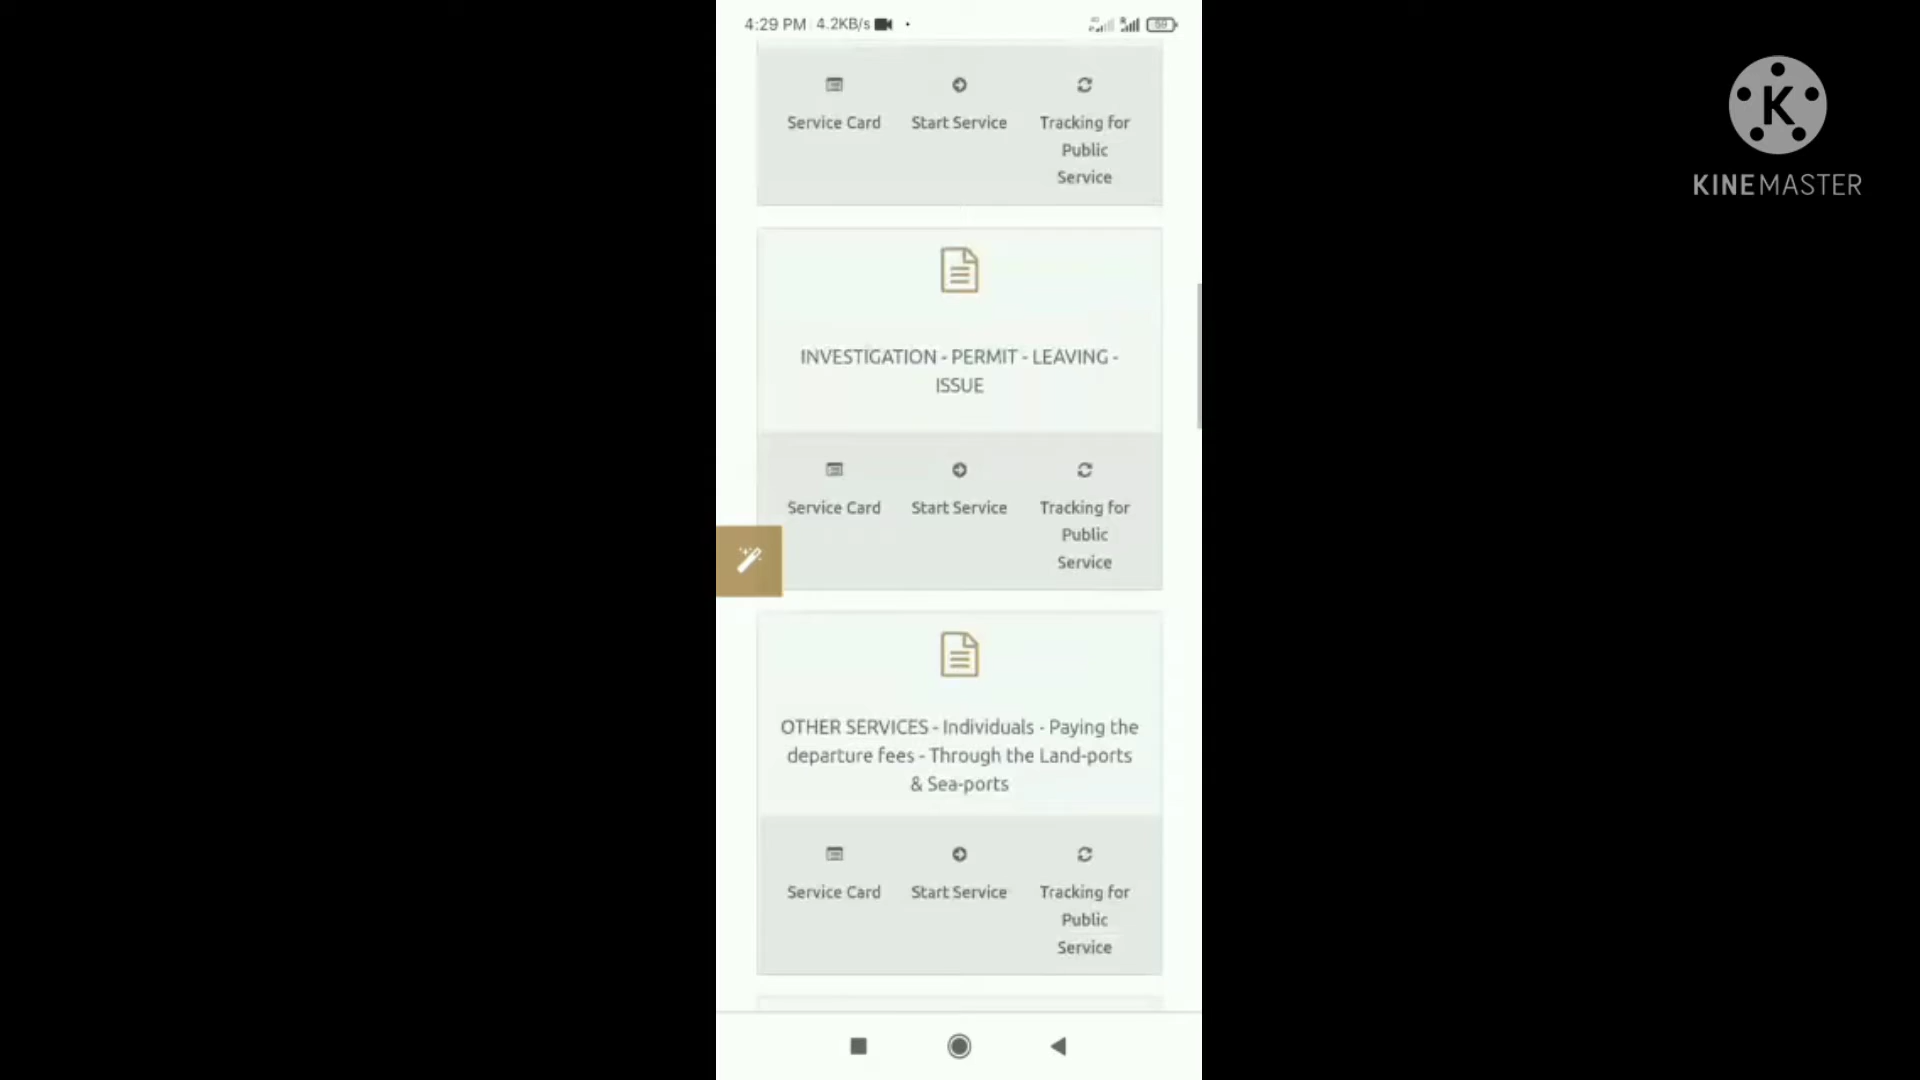 4:29 PM 4.2KB/s
59
K
KINEMASTER
Service Card
Start Service
Tracking for
Public
Service
INVESTIGATION - PERMIT - LEAVING -
ISSUE
Service Card
Start Service
Tracking for
Public
Service
OTHER SERVICES - Individuals - Paying the
departure fees - Through the Land-ports
& Sea-ports
Service Card
Start Service
Tracking for
Public
Service